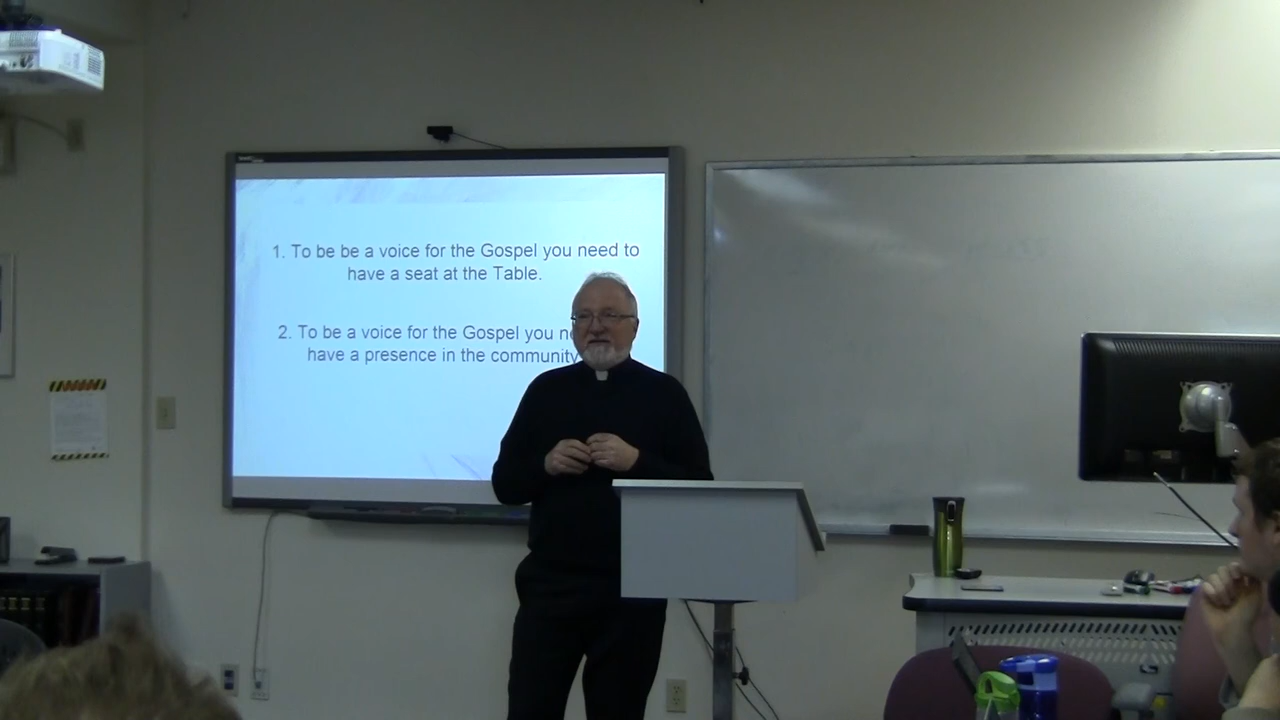 1. To be be a voice for the Gospel you need to
have a seat at the Table.
2. To be a voice for the Gospel you
have a presence in the community